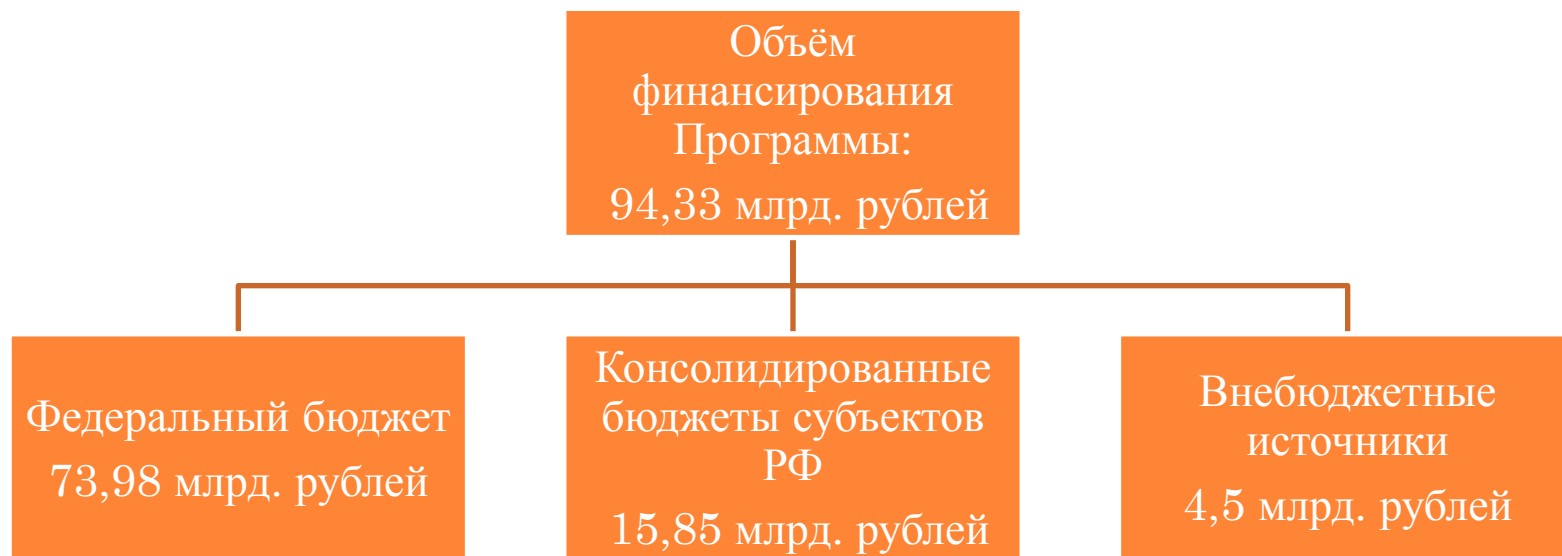 Объём
финансирования
Программы:
94,33 млрд. рублей
Федеральный бюджет
73,98 млрд. рублей
Консолидированные
бюджеты субъектов
РФ
15,85 млрд. рублей
Внебюджетные
источники
4,5 млрд. рублей